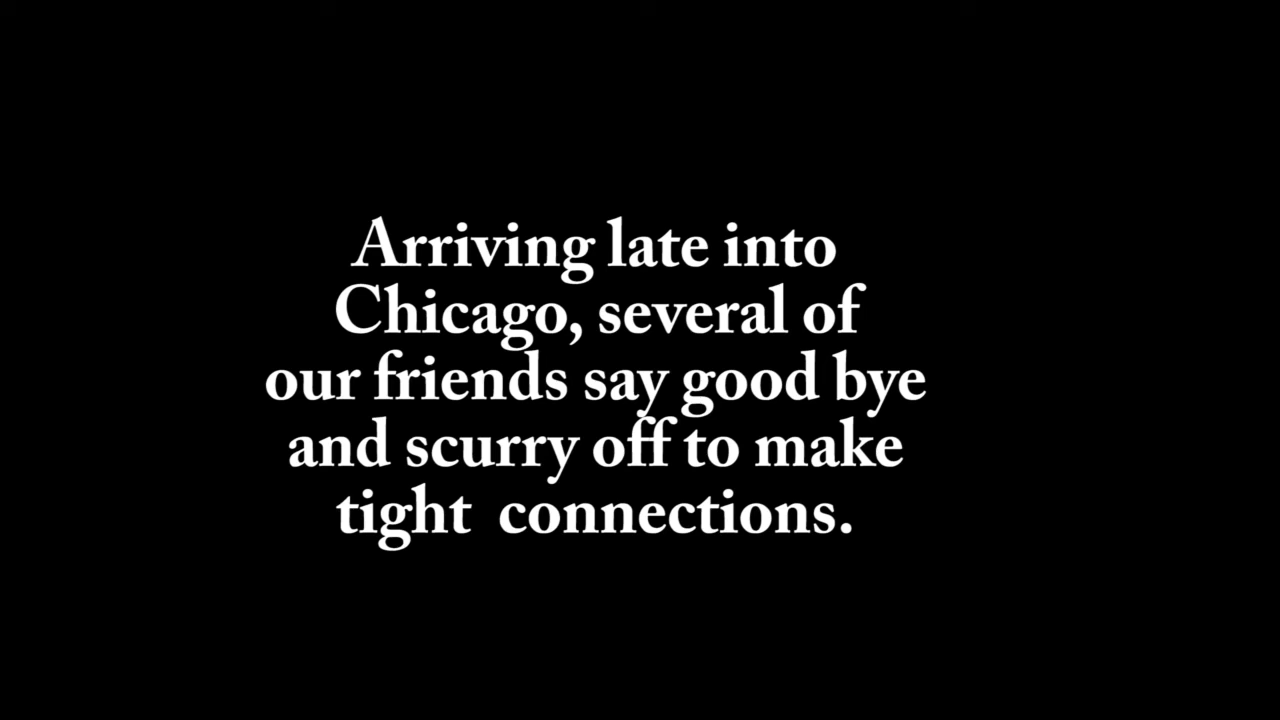 Arriving late into
Chicago, several of
our friends say good bye
and scurry off to make
tight  connections.